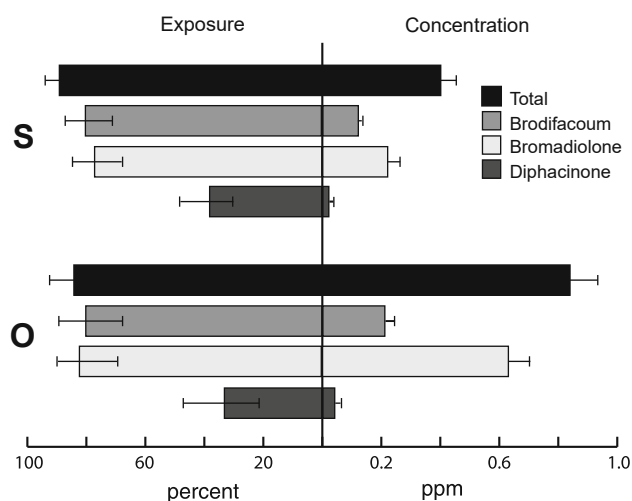 Exposure Concentration
Total
Brodifacoum
S
Bromadiolone
Diphacinone
O
100 60 20 0.2 0.6 1.0
percent ppm